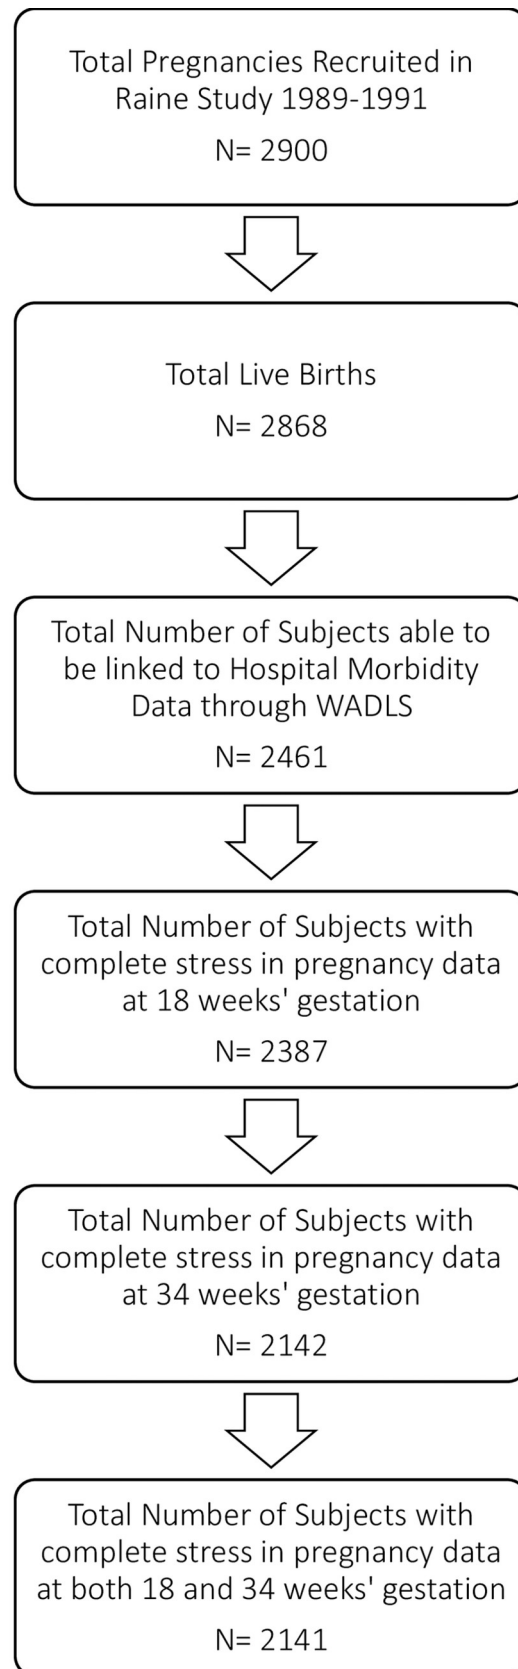 Total Pregnancies Recruited in
Raine Study 1989-1991
N= 2900
Total Live Births
N= 2868
Total Number of Subjects able to
be linked to Hospital Morbidity
Data through WADLS
N= 2461
Total Number of Subjects with
complete stress in pregnancy data
at 18 weeks' gestation
N= 2387
Total Number of Subjects with
complete stress in pregnancy data
at 34 weeks' gestation
N= 2142
Total Number of Subjects with
complete stress in pregnancy data
at both 18 and 34 weeks' gestation
N= 2141